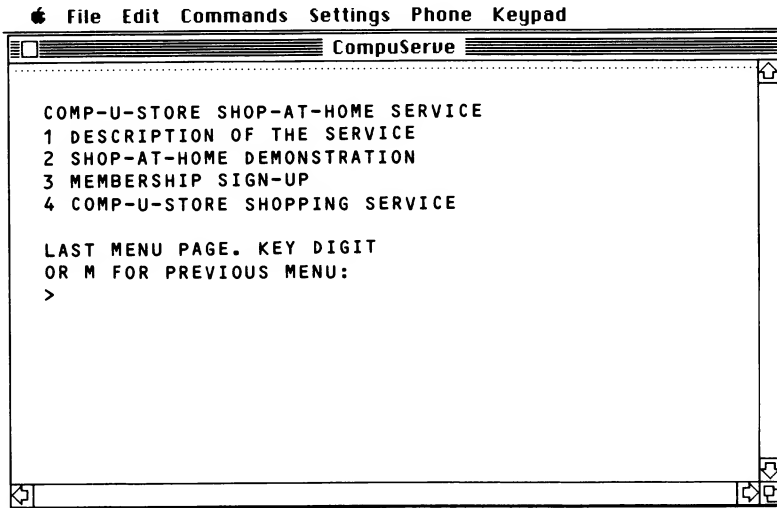 File Edit Commands Settings Phone Keypad
CompuServe
COMP-U-STORE SHOP-AT-HOME SERVICE
1 DESCRIPTION OF THE SERVICE
2 SHOP-AT-HOME DEMONSTRATION
3 MEMBERSHIP SIGN-UP
4 COMP-U-STORE SHOPPING SERVICE
LAST MENU PAGE. KEY DIGIT
OR M FOR PREVIOUS MENU:
>